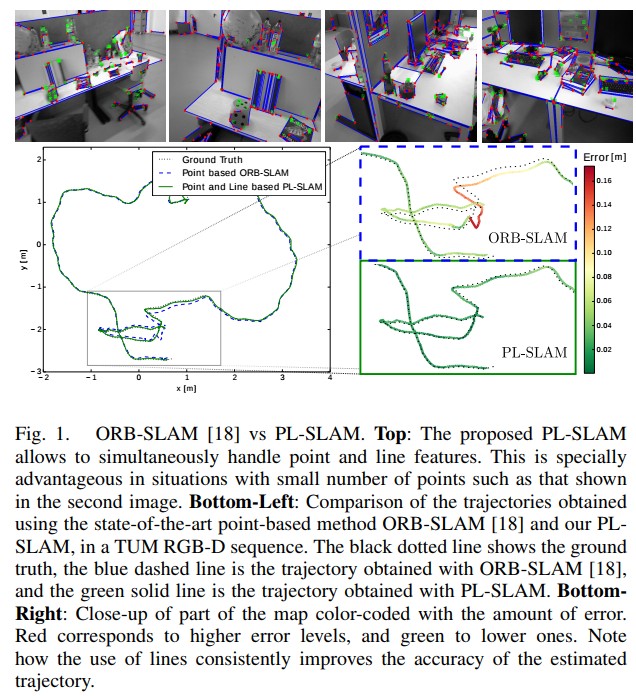 2
1
0
−1
−2
−3
y [m]
−2 −1 0 1 2 3 4
x [m]
Ground Truth
Point based ORB-SLAM
Point and Line based PL-SLAM
ORB-SLAM
PL-SLAM
Error[m]
0.16
0.14
0.12
0.10
0.08
0.06
0.04
0.02
Fig. 1. ORB-SLAM [18] vs PL-SLAM. Top: The proposed PL-SLAM
allows to simultaneously handle point and line features. This is specially
advantageous in situations with small number of points such as that shown
in the second image. Bottom-Left: Comparison of the trajectories obtained
using the state-of-the-art point-based method ORB-SLAM [18] and our PL-
SLAM, in a TUM RGB-D sequence. The black dotted line shows the ground
truth, the blue dashed line is the trajectory obtained with ORB-SLAM [18],
and the green solid line is the trajectory obtained with PL-SLAM. Bottom-
Right: Close-up of part of the map color-coded with the amount of error.
Red corresponds to higher error levels, and green to lower ones. Note
how the use of lines consistently improves the accuracy of the estimated
trajectory.